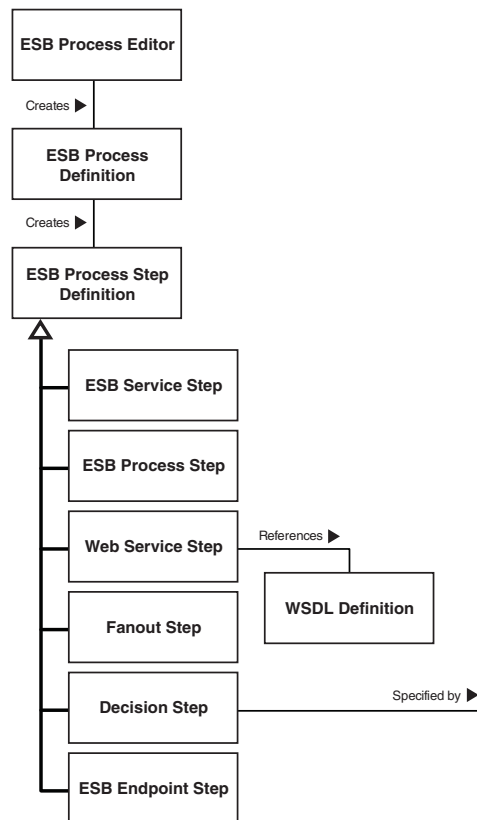 ESB Process Editor
Creates ▶
ESB Process
Definition
Creates ▶
ESB Process Step
Definition
ESB Service Step
ESB Process Step
Web Service Step
References ▶
WSDL Definition
Fanout Step
Decision Step
Specified by ▶
ESB Endpoint Step